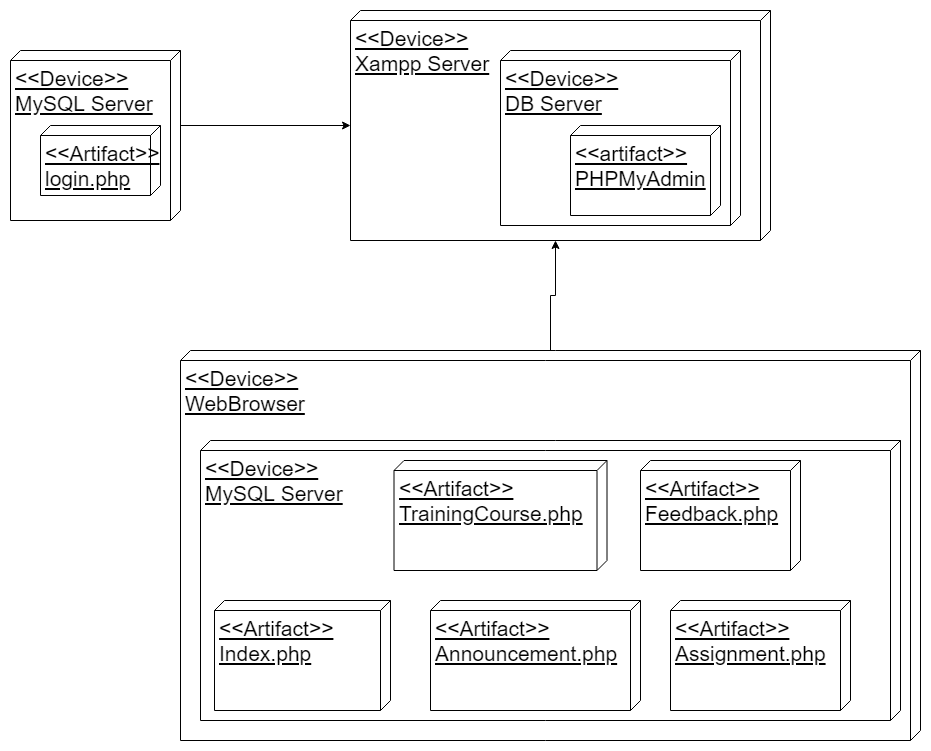 <<Device>>
MySQL Server
<<Artifact>>
login.php
<<Device>>
Xampp Server
<<Device>>
DB Server
<<artifact>>
PHPMyAdmin
<<Device>>
WebBrowser
<<Device>>
MySQL Server
<<Artifact>>
TrainingCourse.php
<<Artifact>>
Feedback.php
<<Artifact>>
Index.php
<<Artifact>>
Announcement.php
<<Artifact>>
Assignment.php